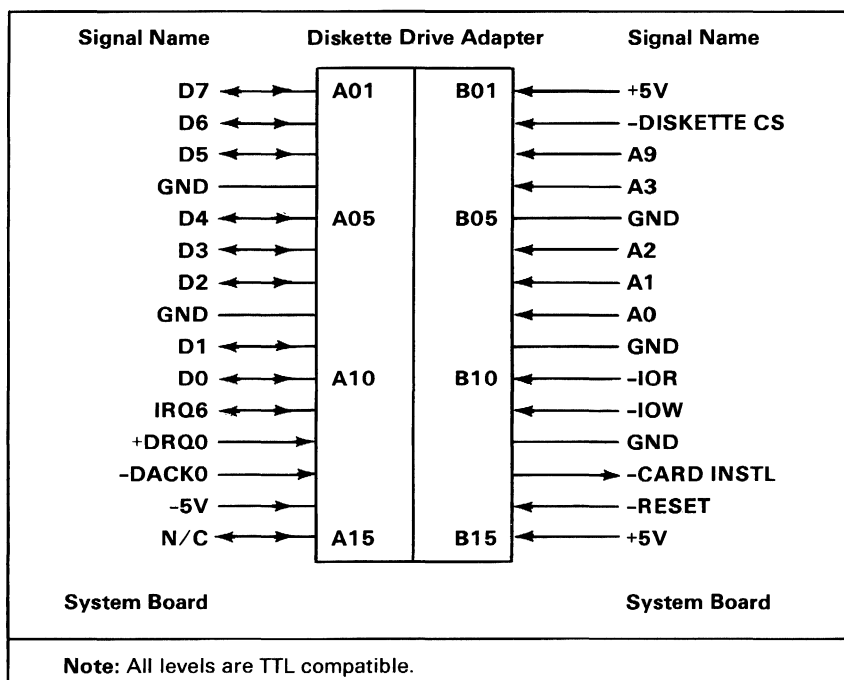 Signal Name Diskette Drive Adapter Signal Name
D7 A01 B01 +5V
D6 -DISKETTE CS
D5 A9
GND A3
D4 A05 B05 GND
D3 A2
D2 A1
GND A0
D1 GND
D0 A10 B10 -IOR
IRQ6 -IOW
+DRQ0 GND
-DACK0 -CARD INSTL
-5V -RESET
N/C A15 B15 +5V
System Board System Board
Note: All levels are TTL compatible.